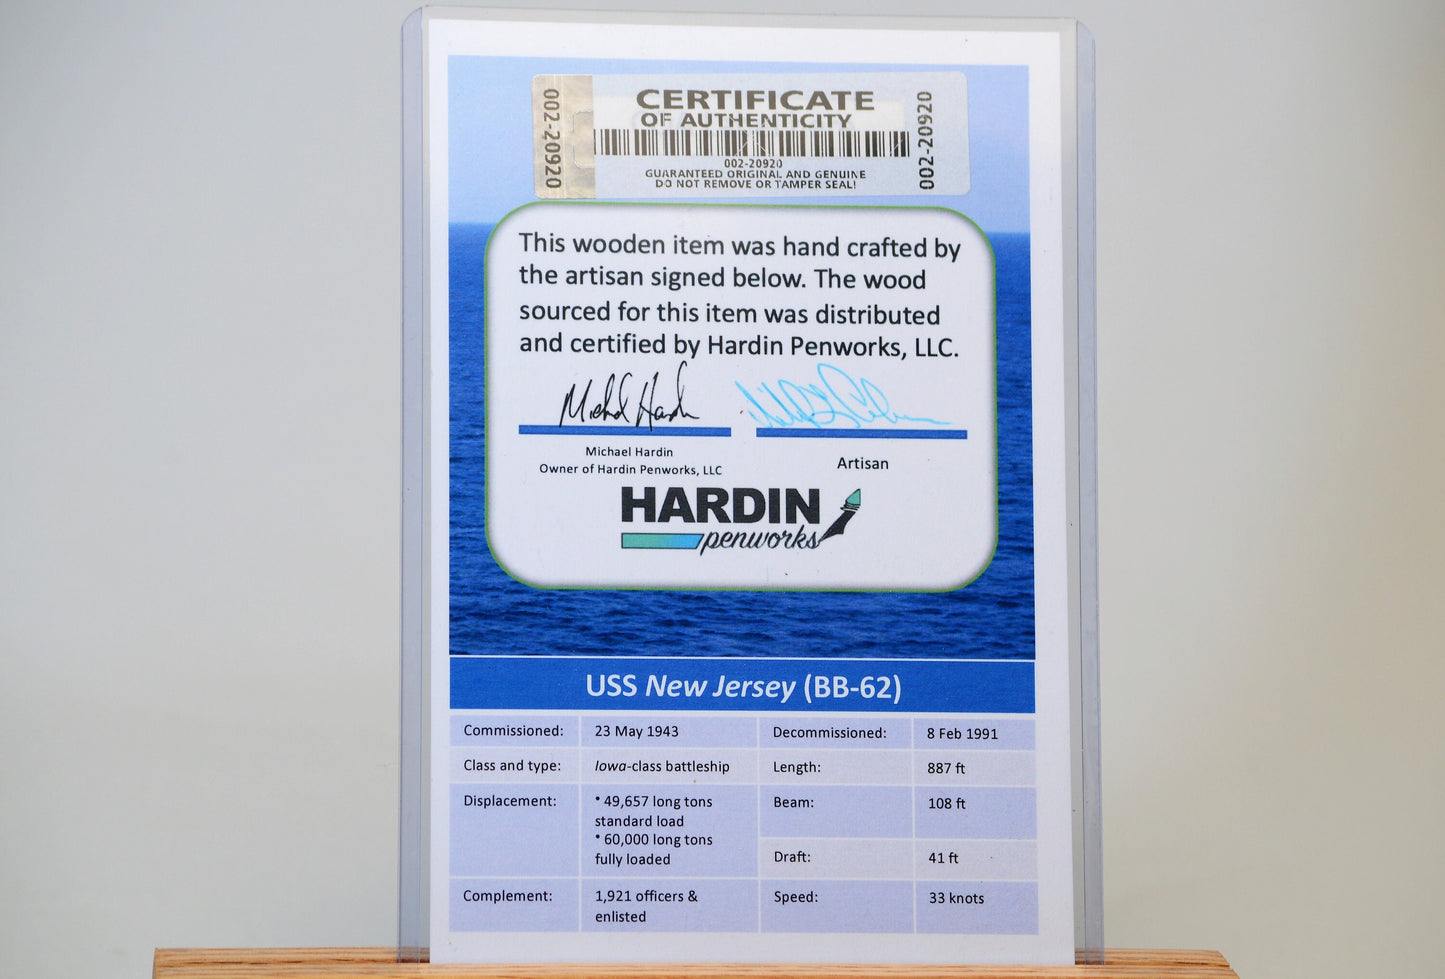 CERTIFICATE
OF AUTHENTICITY
002-20920
002-20920
002-20920
GUARANTEED ORIGINAL AND GENUINE
DO NOT REMOVE OR TAMPER SEAL!
This wooden item was hand crafted by
the artisan signed below. The wood
sourced for this item was distributed
and certified by Hardin Penworks, LLC.
Michael Hardin
Michael Hardin
Owner of Hardin Penworks, LLC
Artisan
HARDIN
penworks
USS New Jersey (BB-62)
Commissioned: 23 May 1943 Decommissioned: 8 Feb 1991
Class and type: Iowa-class battleship Length: 887 ft
Displacement: * 49,657 long tons Beam: 108 ft
standard load
* 60,000 long tons
fully loaded Draft: 41 ft
Complement: 1,921 officers & Speed: 33 knots
enlisted